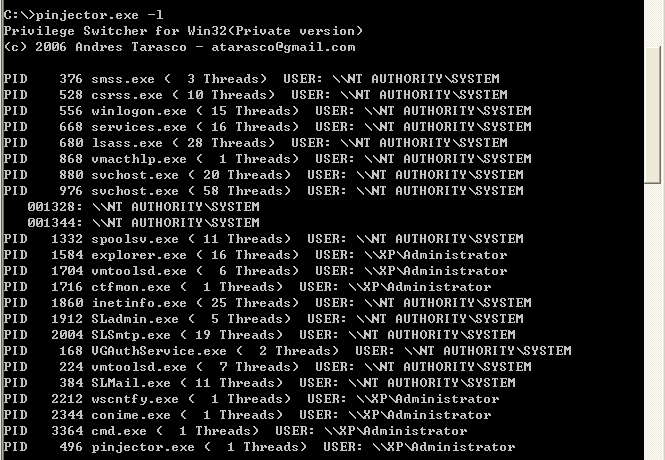 C:\>pinjector.exe -l
Privilege Switcher for Win32(Private version)
(c) 2006 Andres Tarasco - atarasco@gmail.com
PID    376 smss.exe (  3 Threads)  USER: \\NT AUTHORITY\SYSTEM
PID    528 csrss.exe ( 10 Threads)  USER: \\NT AUTHORITY\SYSTEM
PID    556 winlogon.exe ( 15 Threads)  USER: \\NT AUTHORITY\SYSTEM
PID    668 services.exe ( 16 Threads)  USER: \\NT AUTHORITY\SYSTEM
PID    680 lsass.exe ( 28 Threads)  USER: \\NT AUTHORITY\SYSTEM
PID    868 vmacthlp.exe (  1 Threads)  USER: \\NT AUTHORITY\SYSTEM
PID    880 svchost.exe ( 20 Threads)  USER: \\NT AUTHORITY\SYSTEM
PID    976 svchost.exe ( 58 Threads)  USER: \\NT AUTHORITY\SYSTEM
   001328: \\NT AUTHORITY\SYSTEM
   001344: \\NT AUTHORITY\SYSTEM
PID   1332 spoolsv.exe ( 11 Threads)  USER: \\NT AUTHORITY\SYSTEM
PID   1584 explorer.exe ( 16 Threads)  USER: \\XP\Administrator
PID   1704 vmtoolsd.exe (  6 Threads)  USER: \\XP\Administrator
PID   1716 ctfmon.exe (  1 Threads)  USER: \\XP\Administrator
PID   1860 inetinfo.exe ( 25 Threads)  USER: \\NT AUTHORITY\SYSTEM
PID   1912 SLadmin.exe (  5 Threads)  USER: \\NT AUTHORITY\SYSTEM
PID   2004 SLSmtp.exe ( 19 Threads)  USER: \\NT AUTHORITY\SYSTEM
PID    168 VGAuthService.exe (  2 Threads)  USER: \\NT AUTHORITY\SYSTEM
PID    224 vmtoolsd.exe (  7 Threads)  USER: \\NT AUTHORITY\SYSTEM
PID    384 SLMail.exe ( 11 Threads)  USER: \\NT AUTHORITY\SYSTEM
PID   2212 wscntfy.exe (  1 Threads)  USER: \\XP\Administrator
PID   2344 conime.exe (  1 Threads)  USER: \\XP\Administrator
PID   3364 cmd.exe (  1 Threads)  USER: \\XP\Administrator
PID    496 pinjector.exe (  1 Threads)  USER: \\XP\Administrator